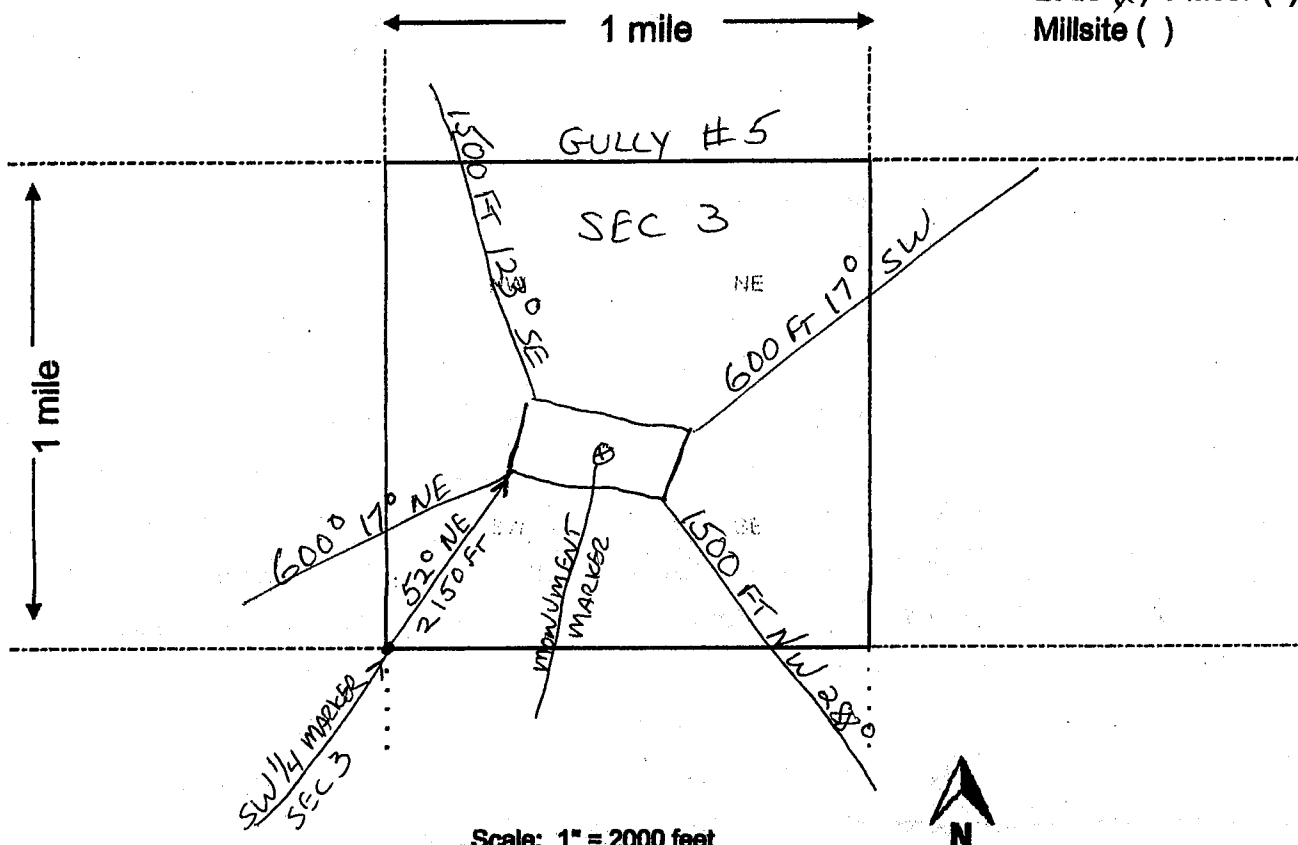 1 mile
Millsite ( )
GULLY #5
SEC 3
1500 FT 123° SE
NE
600 FT 17° SW
1 mile
600° 17° NE
52° NE
2150 FT
MONUMENT
MARKER
1500 FT NW 288°
SW 1/4 MARKER
SEC 3
Scale: 1" = 2000 feet
N